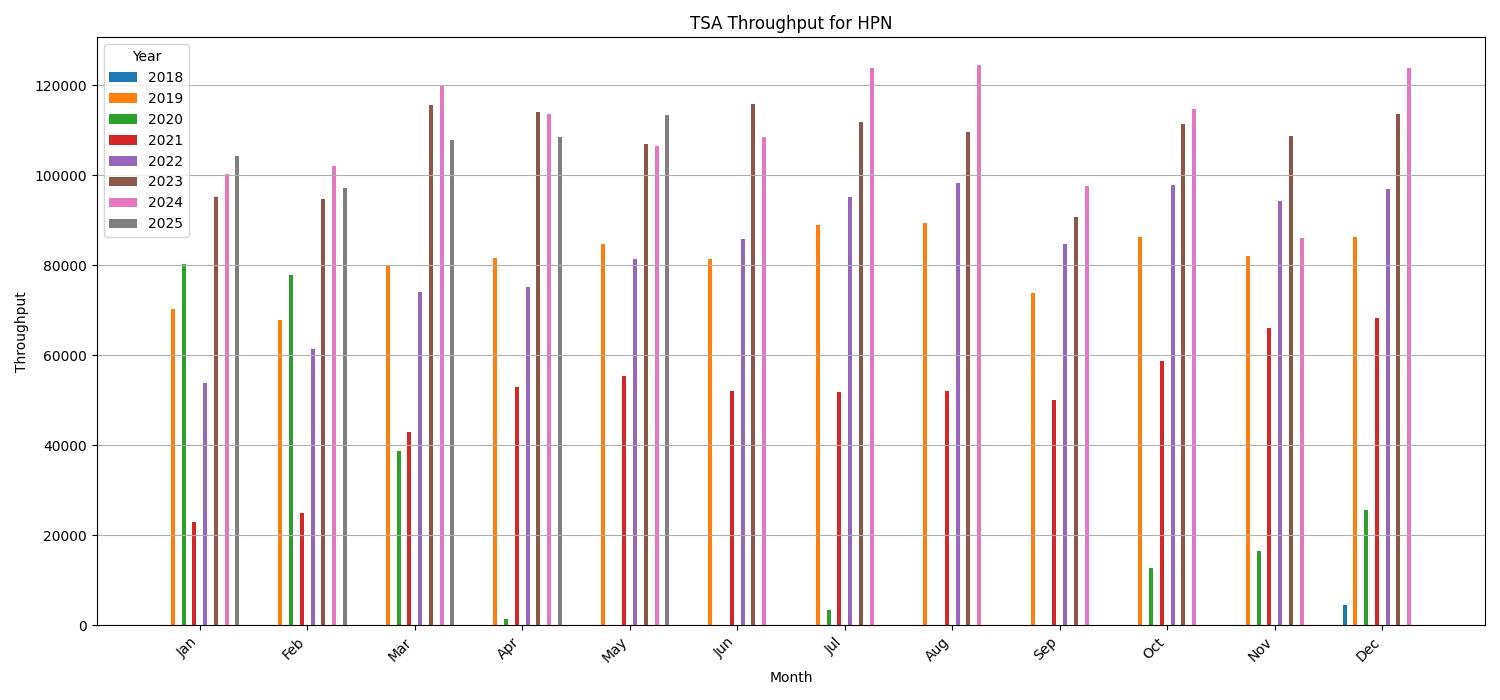 TSA Throughput for HPN
Year
2018
2019
2020
2021
2022
2023
2024
2025
120000
100000
80000
60000
40000
20000
0
Throughput
Jan
Feb
Mar
Apr
May
Jun
Jul
Aug
Sep
Oct
Nov
Dec
Month